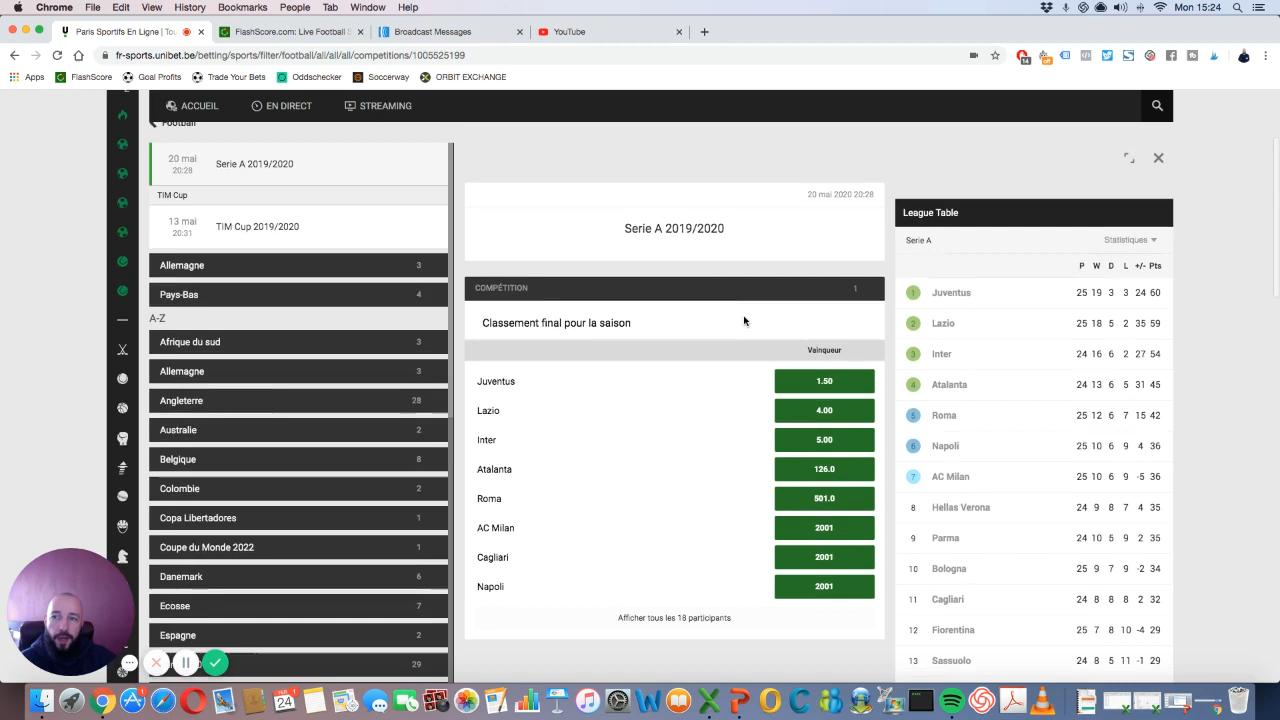 Chrome File Edit View History Bookmarks People Tab Window Help Mon 15:24
Paris Sportifs En Ligne | Tou FlashScore.com: Live Football S Broadcast Messages YouTube
fr-sports.unibet.be/betting/sports/filter/football/all/all/competitions/1005525199
14 off
Apps FlashScore Goal Profits Trade Your Bets Oddschecker Soccerway ORBIT EXCHANGE
ACCUEIL EN DIRECT STREAMING
Football
20 mai
20:28
Serie A 2019/2020
TIM Cup
13 mai
20:31
TIM Cup 2019/2020
Allemagne 3
Pays-Bas 4
A-Z
Afrique du sud 3
Allemagne 3
Angleterre 28
Australie 2
Belgique 8
Colombie 2
Copa Libertadores 1
Coupe du Monde 2022 1
Danemark 6
Ecosse 7
Espagne 2
29
20 mai 2020 20:28
Serie A 2019/2020
COMPÉTITION 1
Classement final pour la saison
Vainqueur
Juventus 1.50
Lazio 4.00
Inter 5.00
Atalanta 126.0
Roma 501.0
AC Milan 2001
Cagliari 2001
Napoli 2001
Afficher tous les 18 participants
League Table
Serie A Statistiques
P W D L +/- Pts
1 Juventus 25 19 3 3 24 60
2 Lazio 25 18 5 2 35 59
3 Inter 24 16 6 2 27 54
4 Atalanta 24 13 6 5 31 45
5 Roma 25 12 6 7 15 42
6 Napoli 25 10 6 9 4 36
7 AC Milan 25 10 6 9 -5 36
8 Hellas Verona 24 9 8 7 4 35
9 Parma 24 10 5 9 2 35
10 Bologna 25 9 7 9 -2 34
11 Cagliari 24 8 8 8 2 32
12 Fiorentina 25 7 8 10 -4 29
13 Sassuolo 24 8 5 11 -1 29
FEB
24